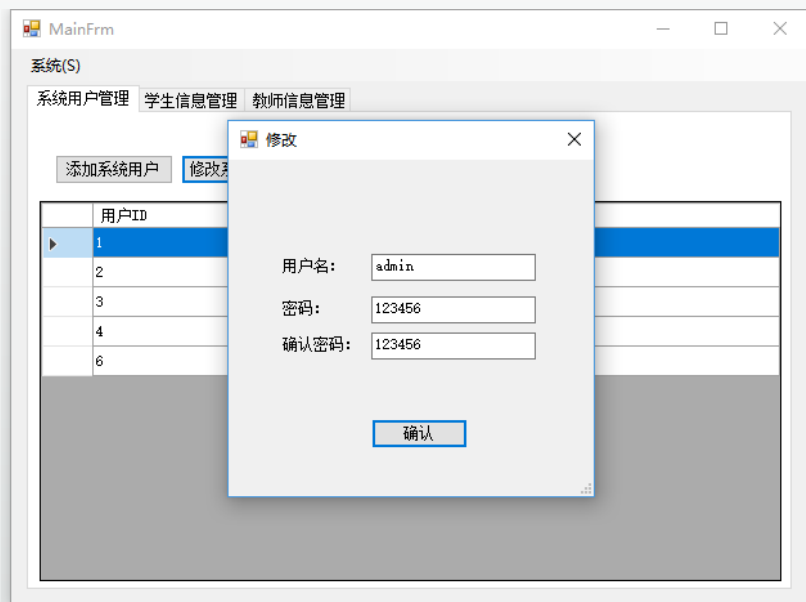 MainFrm
系统(S)
系统用户管理 学生信息管理 教师信息管理
添加系统用户 修改
用户ID
1
2
3
4
6
修改
用户名: admin
密码: 123456
确认密码: 123456
确认